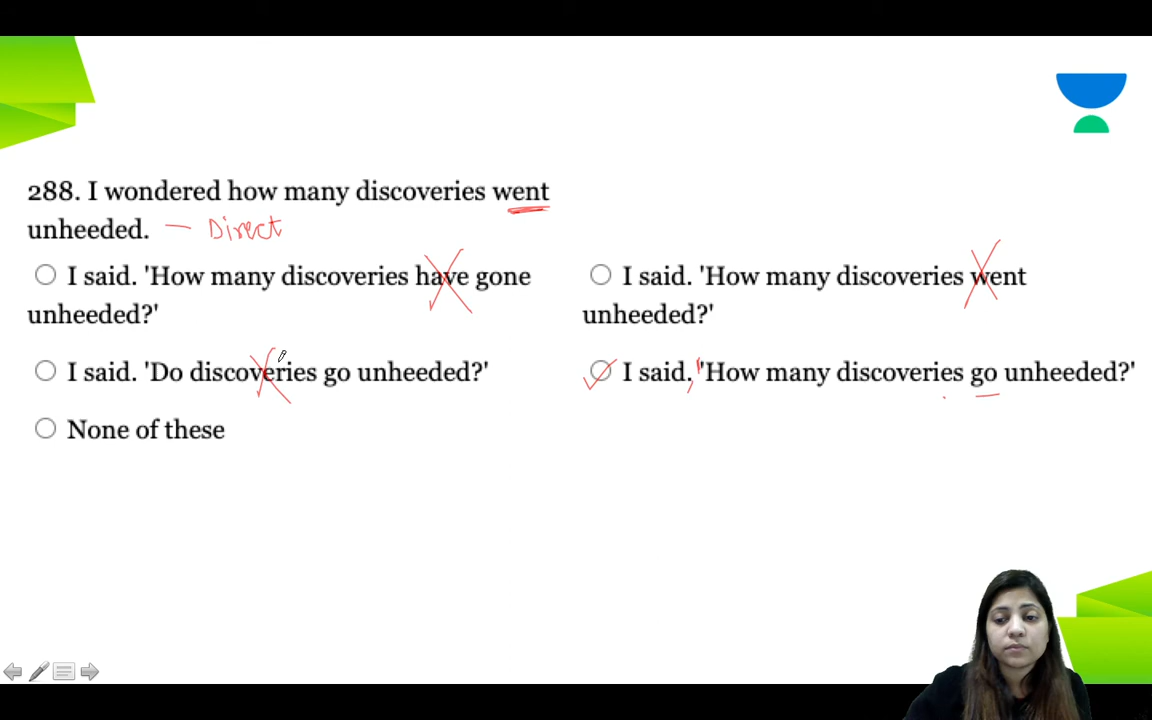 288. I wondered how many discoveries went
unheeded. — Direct
I said. 'How many discoveries have gone
unheeded?'
I said. 'How many discoveries went
unheeded?'
I said. 'Do discoveries go unheeded?'
I said, 'How many discoveries go unheeded?'
None of these